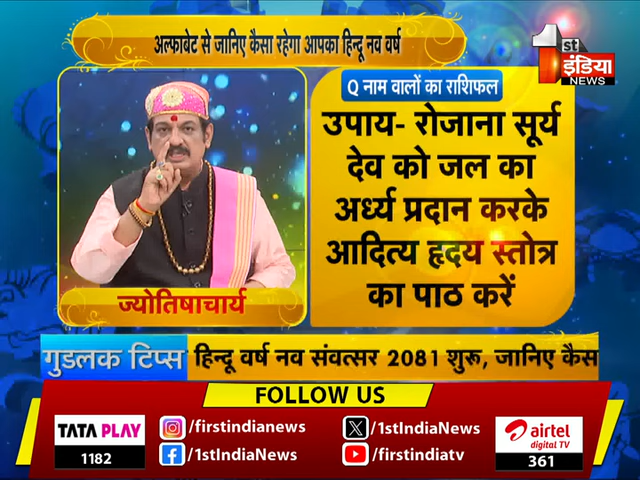 अल्फाबेट से जानिए कैसा रहेगा आपका हिन्दू नव वर्ष
1st
इंडिया
NEWS
Q नाम वालों का राशिफल
उपाय- रोजाना सूर्य
देव को जल का
अर्ध्य प्रदान करके
आदित्य हृदय स्तोत्र
का पाठ करें
ज्योतिषाचार्य
गुडलक टिप्स
हिन्दू वर्ष नव संवत्सर 2081 शुरू, जानिए कैस
FOLLOW US
TATA PLAY
1182
/firstindianews
/1stIndiaNews
/1stIndiaNews
/firstindiatv
airtel
digital TV
361